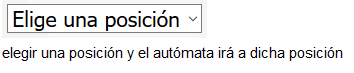 Elige una posición
elegir una posición y el autómata irá a dicha posición